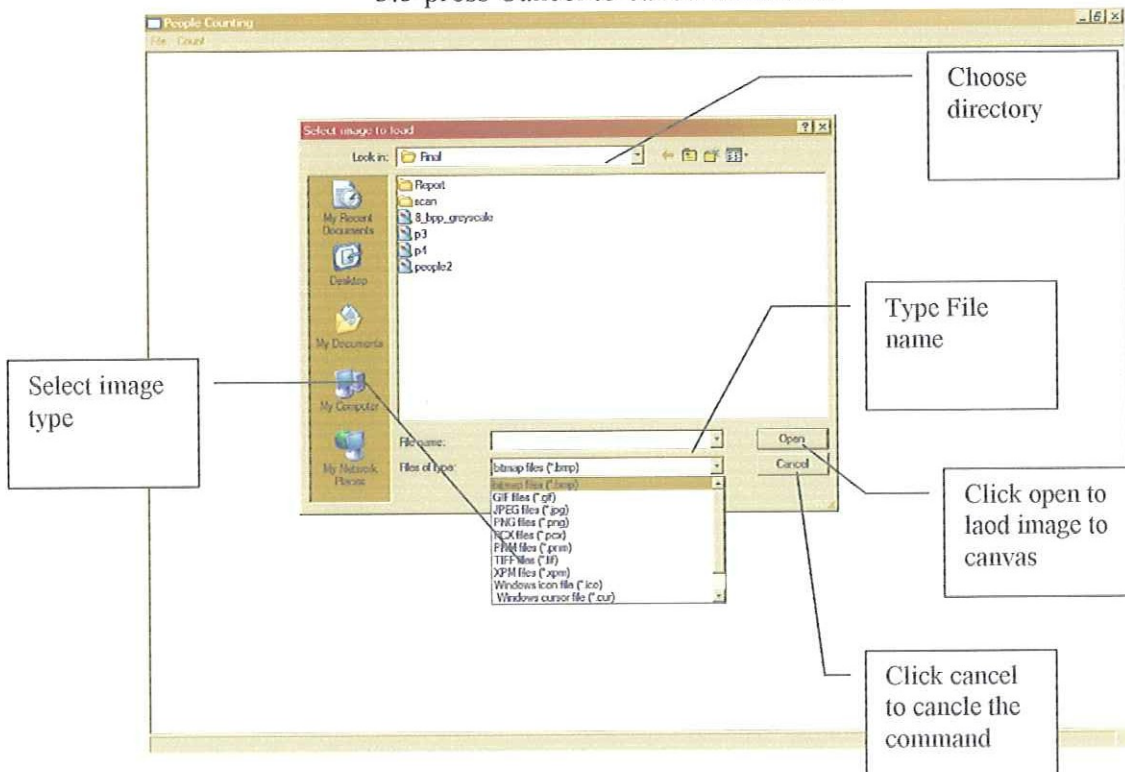 People Counting
File Count
Choose
directory
Select image to load
Look in: Final
Report
scan
8_bpp_greyscale
p3
p4
people2
My Recent
Documents
Desktop
My Documents
My Computer
My Network
Places
Type File
name
Select image
type
File name:
Open
Files of type: bitmap files (*.bmp)
Cancel
bitmap files (*.bmp)
GIF files (*.gif)
JPEG files (*.jpg)
PNG files (*.png)
PCX files (*.pcx)
PNM files (*.pnm)
TIFF files (*.tif)
XPM files (*.xpm)
Windows icon file (*.ico)
Windows cursor file (*.cur)
Click open to
laod image to
canvas
Click cancel
to cancle the
command